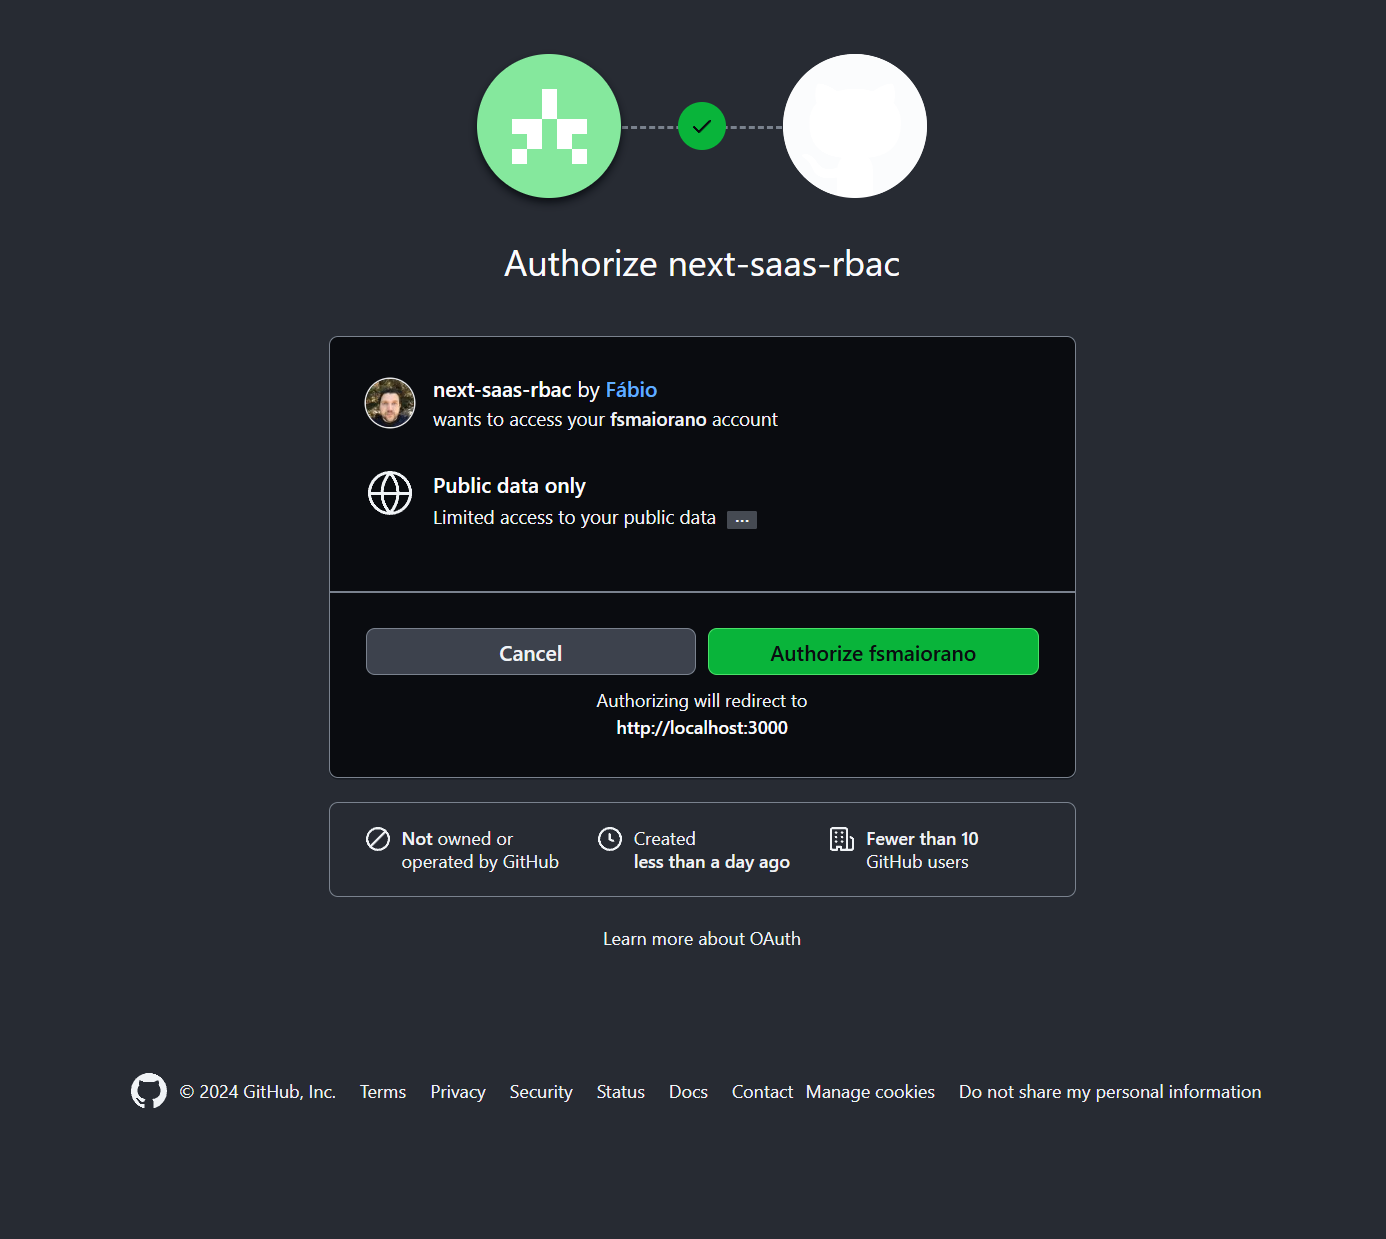 Authorize next-saas-rbac
next-saas-rbac by Fábio
wants to access your fsmaiorano account
Public data only
Limited access to your public data ...
Cancel
Authorize fsmaiorano
Authorizing will redirect to
http://localhost:3000
Not owned or
operated by GitHub
Created
less than a day ago
Fewer than 10
GitHub users
Learn more about OAuth
© 2024 GitHub, Inc. Terms Privacy Security Status Docs Contact Manage cookies Do not share my personal information